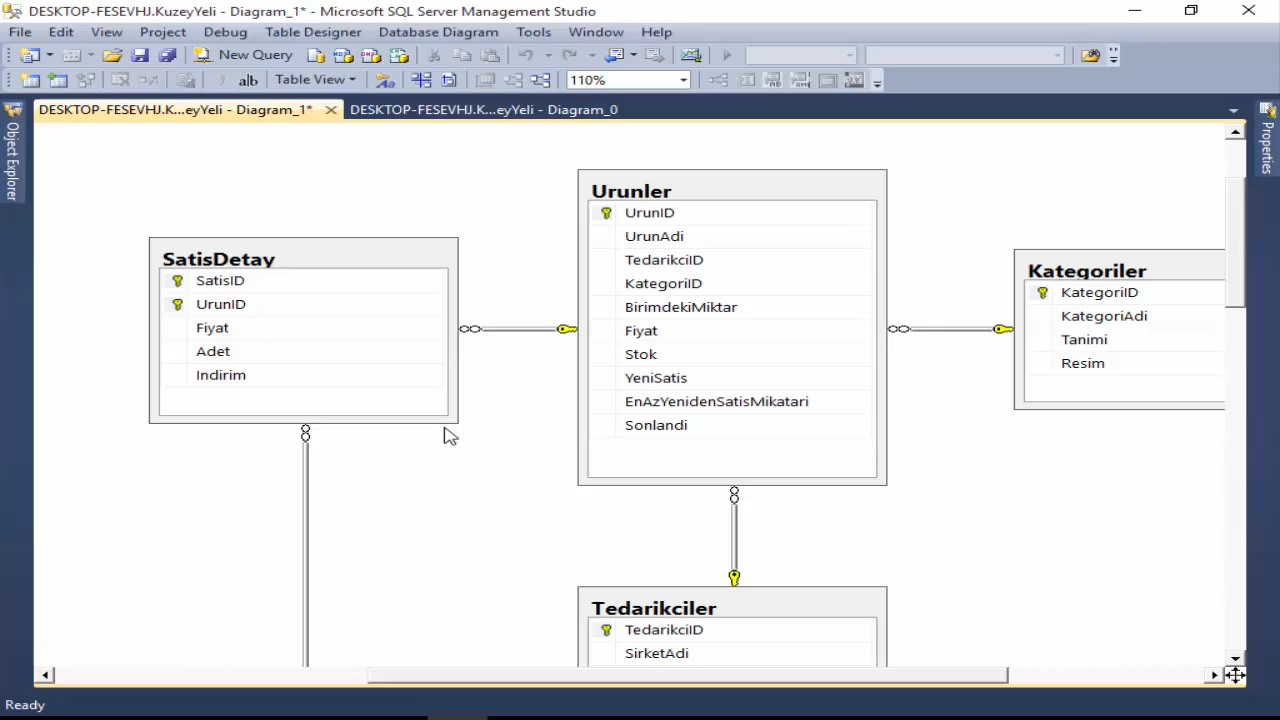 DESKTOP-FESEVHJ.KuzeyYeli - Diagram_1* - Microsoft SQL Server Management Studio
File Edit View Project Debug Table Designer Database Diagram Tools Window Help
New Query
abl Table View 110%
DESKTOP-FESEVHJ.K...eyYeli - Diagram_1* DESKTOP-FESEVHJ.K...eyYeli - Diagram_0
Object Explorer
Properties
SatisDetay
SatisID
UrunID
Fiyat
Adet
Indirim
Urunler
UrunID
UrunAdi
TedarikciID
KategoriID
BirimdekiMiktar
Fiyat
Stok
YeniSatis
EnAzYenidenSatisMikatari
Sonlandi
Kategoriler
KategoriID
KategoriAdi
Tanimi
Resim
Tedarikciler
TedarikciID
SirketAdi
Ready